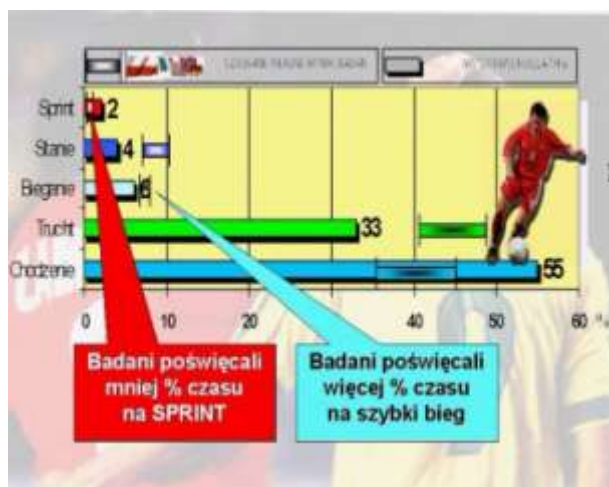 Sprint 2
Stanie 4
Bieganie 6
Trucht 33
Chodzenie 55
0 10 20 30 40 50 60 %
Badani poświęcali
mniej % czasu
na SPRINT
Badani poświęcali
więcej % czasu
na szybki bieg